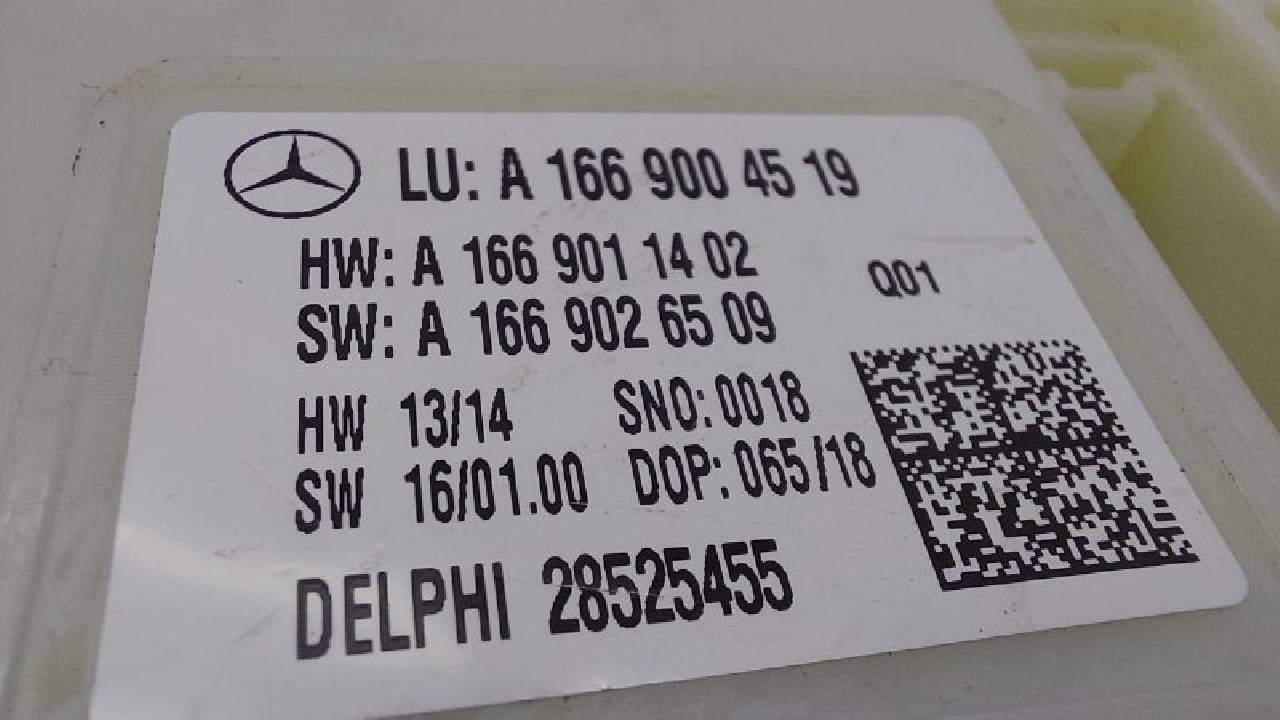 LU: A 166 900 45 19
HW: A 166 901 14 02
SW: A 166 902 65 09
Q01
HW 13/14 SNO: 0018
SW 16/01.00 DOP: 065/18
DELPHI 28525455